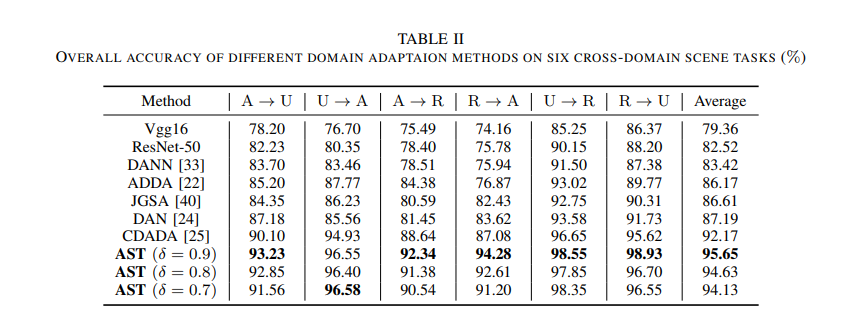 TABLE II
OVERALL ACCURACY OF DIFFERENT DOMAIN ADAPTAION METHODS ON SIX CROSS-DOMAIN SCENE TASKS (%)
Method A → U U → A A → R R → A U → R R → U Average
Vgg16 78.20 76.70 75.49 74.16 85.25 86.37 79.36
ResNet-50 82.23 80.35 78.40 75.78 90.15 88.20 82.52
DANN [33] 83.70 83.46 78.51 75.94 91.50 87.38 83.42
ADDA [22] 85.20 87.77 84.38 76.87 93.02 89.77 86.17
JGSA [40] 84.35 86.23 80.59 82.43 92.75 90.31 86.61
DAN [24] 87.18 85.56 81.45 83.62 93.58 91.73 87.19
CDADA [25] 90.10 94.93 88.64 87.08 96.65 95.62 92.17
AST (δ = 0.9) 93.23 96.55 92.34 94.28 98.55 98.93 95.65
AST (δ = 0.8) 92.85 96.40 91.38 92.61 97.85 96.70 94.63
AST (δ = 0.7) 91.56 96.58 90.54 91.20 98.35 96.55 94.13